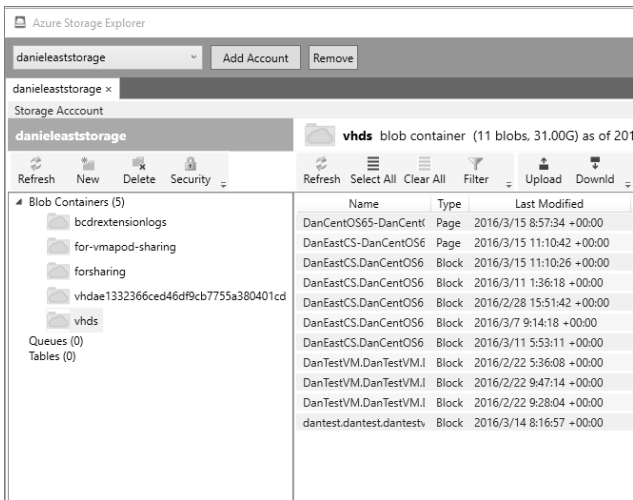 Azure Storage Explorer
danieleaststorage Add Account Remove
danieleaststorage ×
Storage Acccount
danieleaststorage
vhds blob container (11 blobs, 31.00G) as of 201
Refresh New Delete Security
Refresh Select All Clear All Filter Upload Downld
Blob Containers (5)
bcdrextensionlogs
for-vmapod-sharing
forsharing
vhdae1332366ced46df9cb7755a380401cd
vhds
Queues (0)
Tables (0)
Name Type Last Modified
DanCentOS65-DanCent( Page 2016/3/15 8:57:34 +00:00
DanEastCS-DanCentOS6 Page 2016/3/15 11:10:42 +00:00
DanEastCS.DanCentOS6 Block 2016/3/15 11:10:26 +00:00
DanEastCS.DanCentOS6 Block 2016/3/11 1:36:18 +00:00
DanEastCS.DanCentOS6 Block 2016/2/28 15:51:42 +00:00
DanEastCS.DanCentOS6 Block 2016/3/7 9:14:18 +00:00
DanEastCS.DanCentOS6 Block 2016/3/11 5:53:11 +00:00
DanTestVM.DanTestVM.I Block 2016/2/22 5:36:08 +00:00
DanTestVM.DanTestVM.I Block 2016/2/22 9:47:14 +00:00
DanTestVM.DanTestVM.I Block 2016/2/22 9:28:04 +00:00
dantest.dantest.dantestv Block 2016/3/14 8:16:57 +00:00